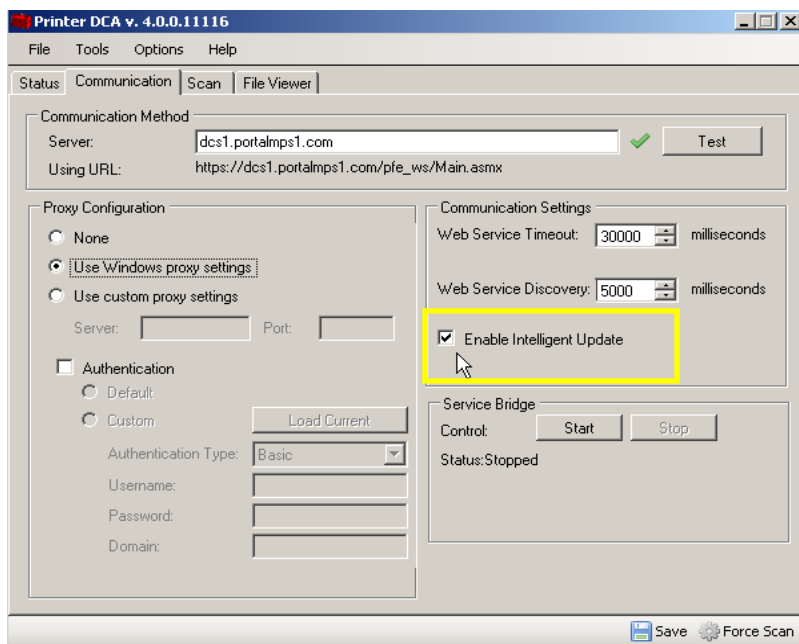 Printer DCA v. 4.0.0.11116
File Tools Options Help
Status Communication Scan File Viewer
Communication Method
Server: dcs1.portalmps1.com Test
Using URL: https://dcs1.portalmps1.com/pfe_ws/Main.asmx
Proxy Configuration
None
Use Windows proxy settings
Use custom proxy settings
Server: Port:
Authentication
Default
Custom Load Current
Authentication Type: Basic
Username:
Password:
Domain:
Communication Settings
Web Service Timeout: 30000 milliseconds
Web Service Discovery: 5000 milliseconds
Enable Intelligent Update
Service Bridge
Control: Start Stop
Status:Stopped
Save Force Scan